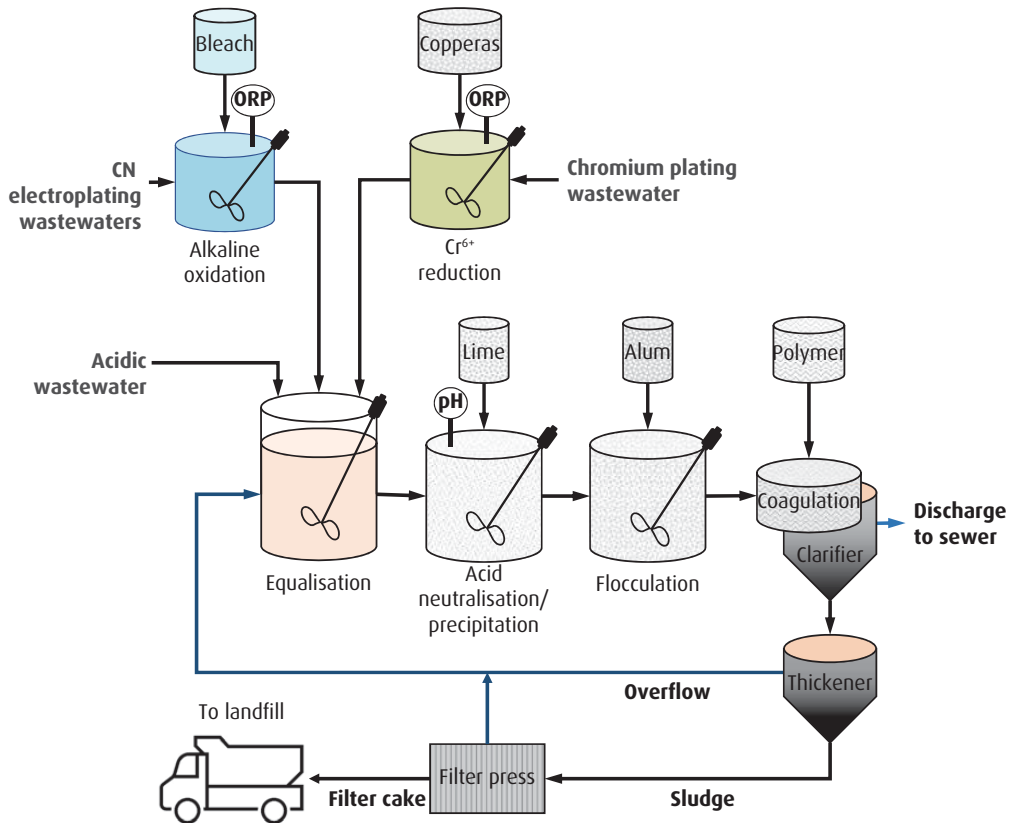 Bleach
Copperas
ORP
ORP
CN
electroplating
wastewaters
Chromium plating
wastewater
Alkaline
oxidation
Cr⁶⁺
reduction
Lime
Alum
Polymer
Acidic
wastewater
pH
Coagulation
Discharge
to sewer
Clarifier
Equalisation
Acid
neutralisation/
precipitation
Flocculation
Thickener
Overflow
To landfill
Filter press
Filter cake
Sludge